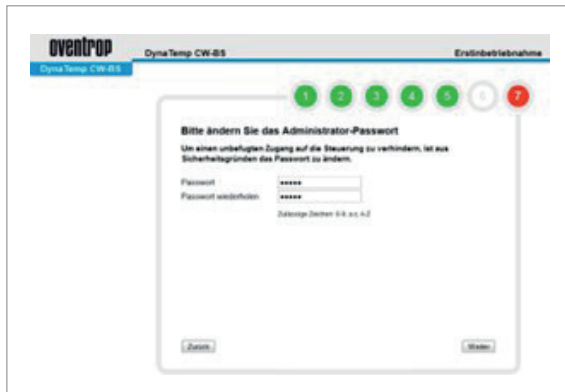 oventrop
DynaTemp CW-BS
Erstinbetriebnahme
DynaTemp CW-BS
1 2 3 4 5 6 7
Bitte ändern Sie das Administrator-Passwort
Um einen unbefugten Zugang auf die Steuerung zu verhindern, ist aus
Sicherheitsgründen das Passwort zu ändern.
Passwort •••••
Passwort wiederholen •••••
Zulässige Zeichen: 0-9, a-z, A-Z
Zurück
Weiter